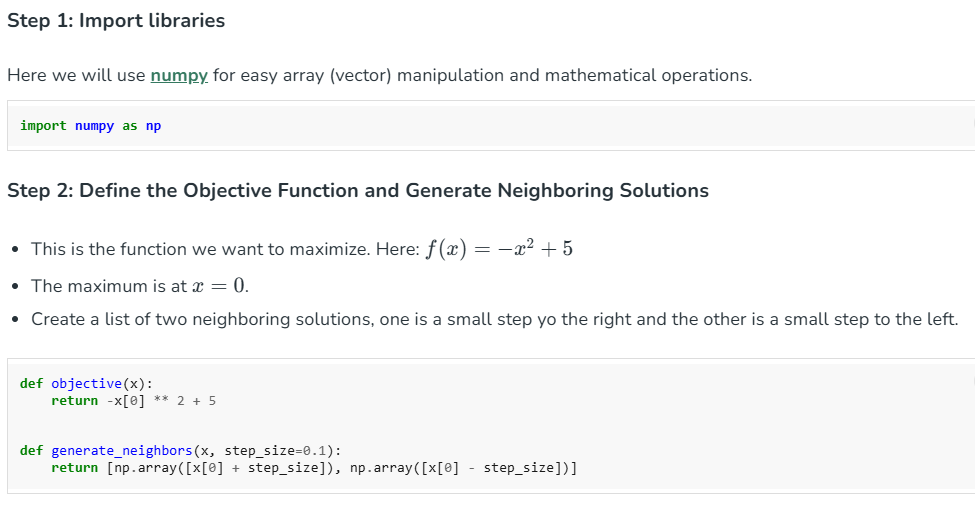 Step 1: Import libraries
Here we will use numpy for easy array (vector) manipulation and mathematical operations.
import numpy as np
Step 2: Define the Objective Function and Generate Neighboring Solutions
• This is the function we want to maximize. Here: f(x) = −x² + 5
• The maximum is at x = 0.
• Create a list of two neighboring solutions, one is a small step yo the right and the other is a small step to the left.
def objective(x):
    return -x[0] ** 2 + 5
def generate_neighbors(x, step_size=0.1):
    return [np.array([x[0] + step_size]), np.array([x[0] - step_size])]